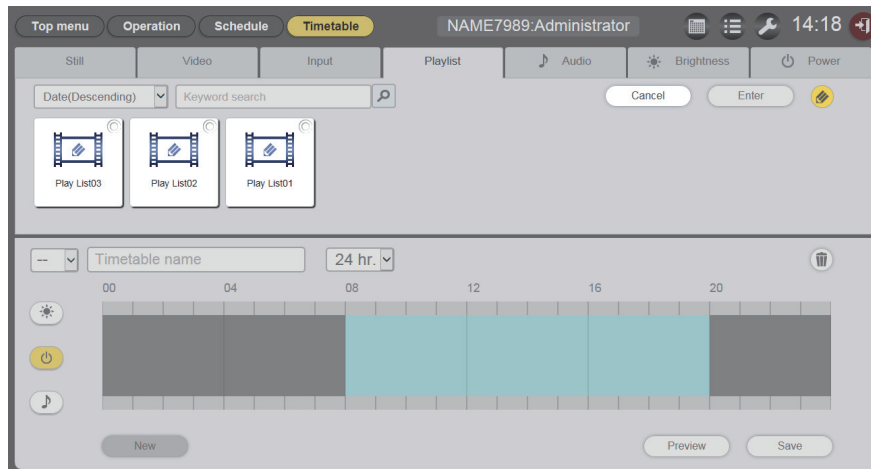 Top menu Operation Schedule Timetable NAME7989:Administrator 14:18
Still Video Input Playlist Audio Brightness Power
Date(Descending) Keyword search Cancel Enter
Play List03 Play List02 Play List01
-- Timetable name 24 hr.
00 04 08 12 16 20
New Preview Save